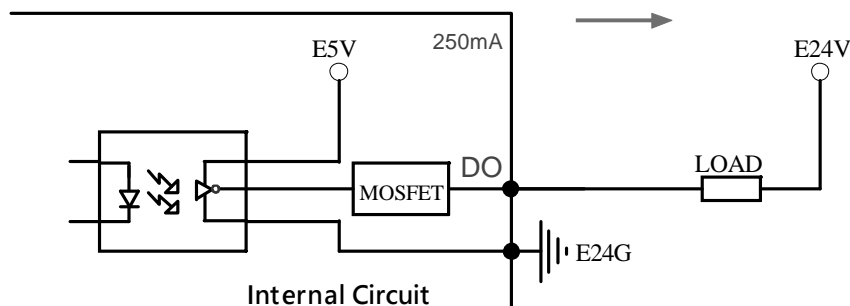 250mA
E5V
E24V
DO
LOAD
MOSFET
E24G
Internal Circuit